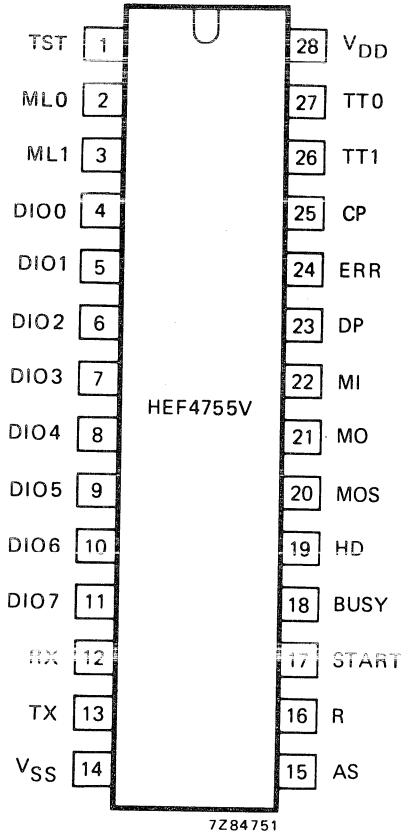 TST 1 28 VDD
ML0 2 27 TT0
ML1 3 26 TT1
DIO0 4 25 CP
DIO1 5 24 ERR
DIO2 6 23 DP
DIO3 7 22 MI
HEF4755V
DIO4 8 21 MO
DIO5 9 20 MOS
DIO6 10 19 HD
DIO7 11 18 BUSY
RX 12 17 START
TX 13 16 R
VSS 14 15 AS
7Z84751